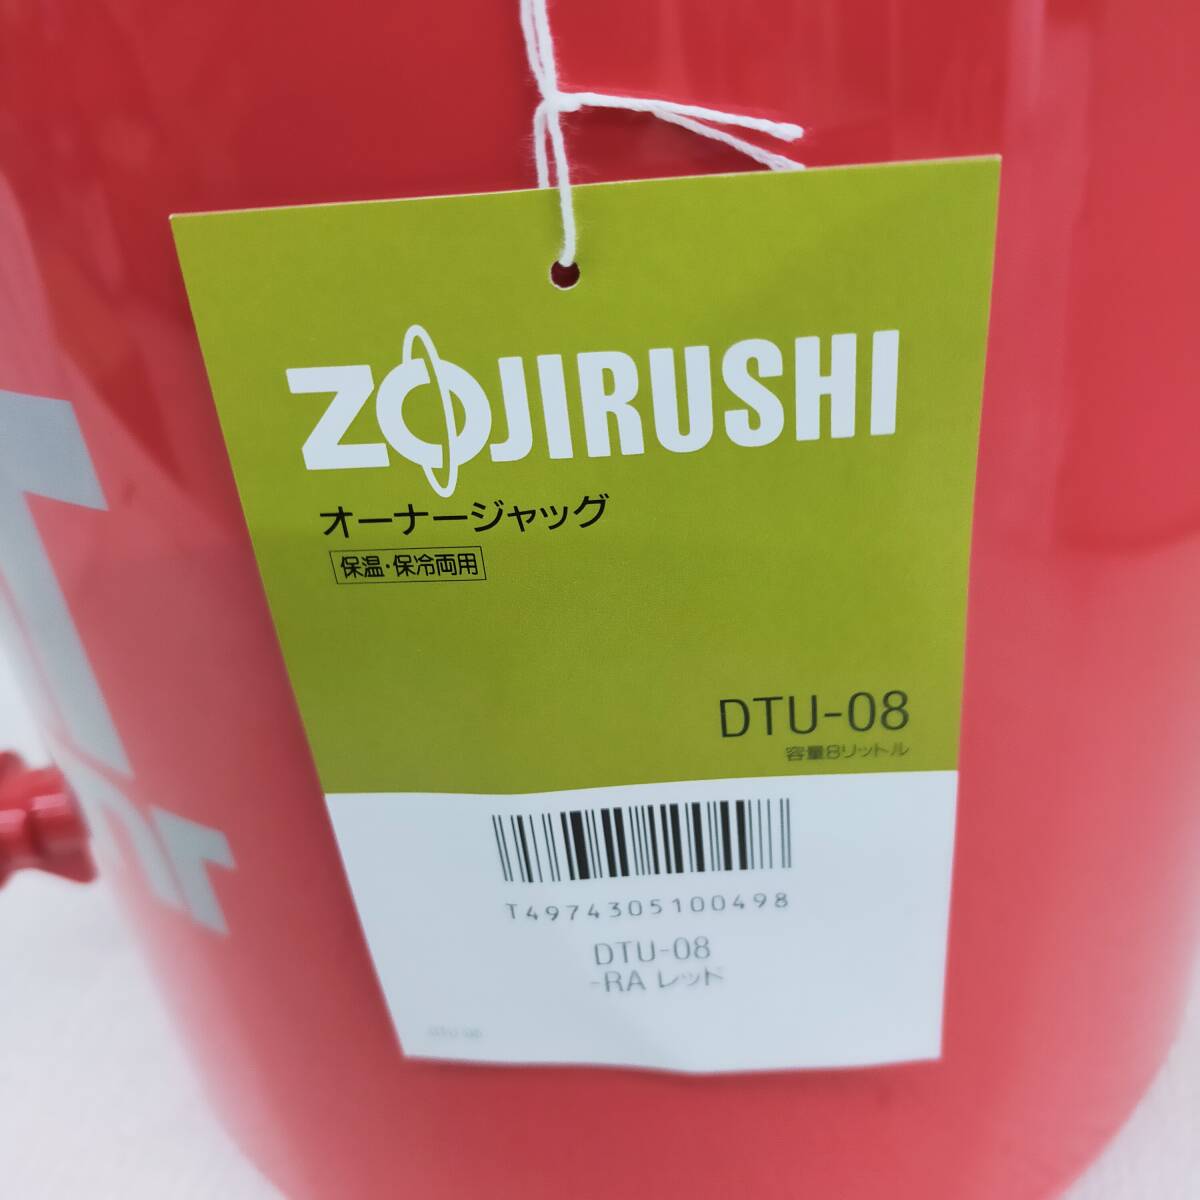 ZOJIRUSHI
オーナージャッグ
保温・保冷両用
DTU-08
容量8リットル
T4974305100498
DTU-08
-RA レッド